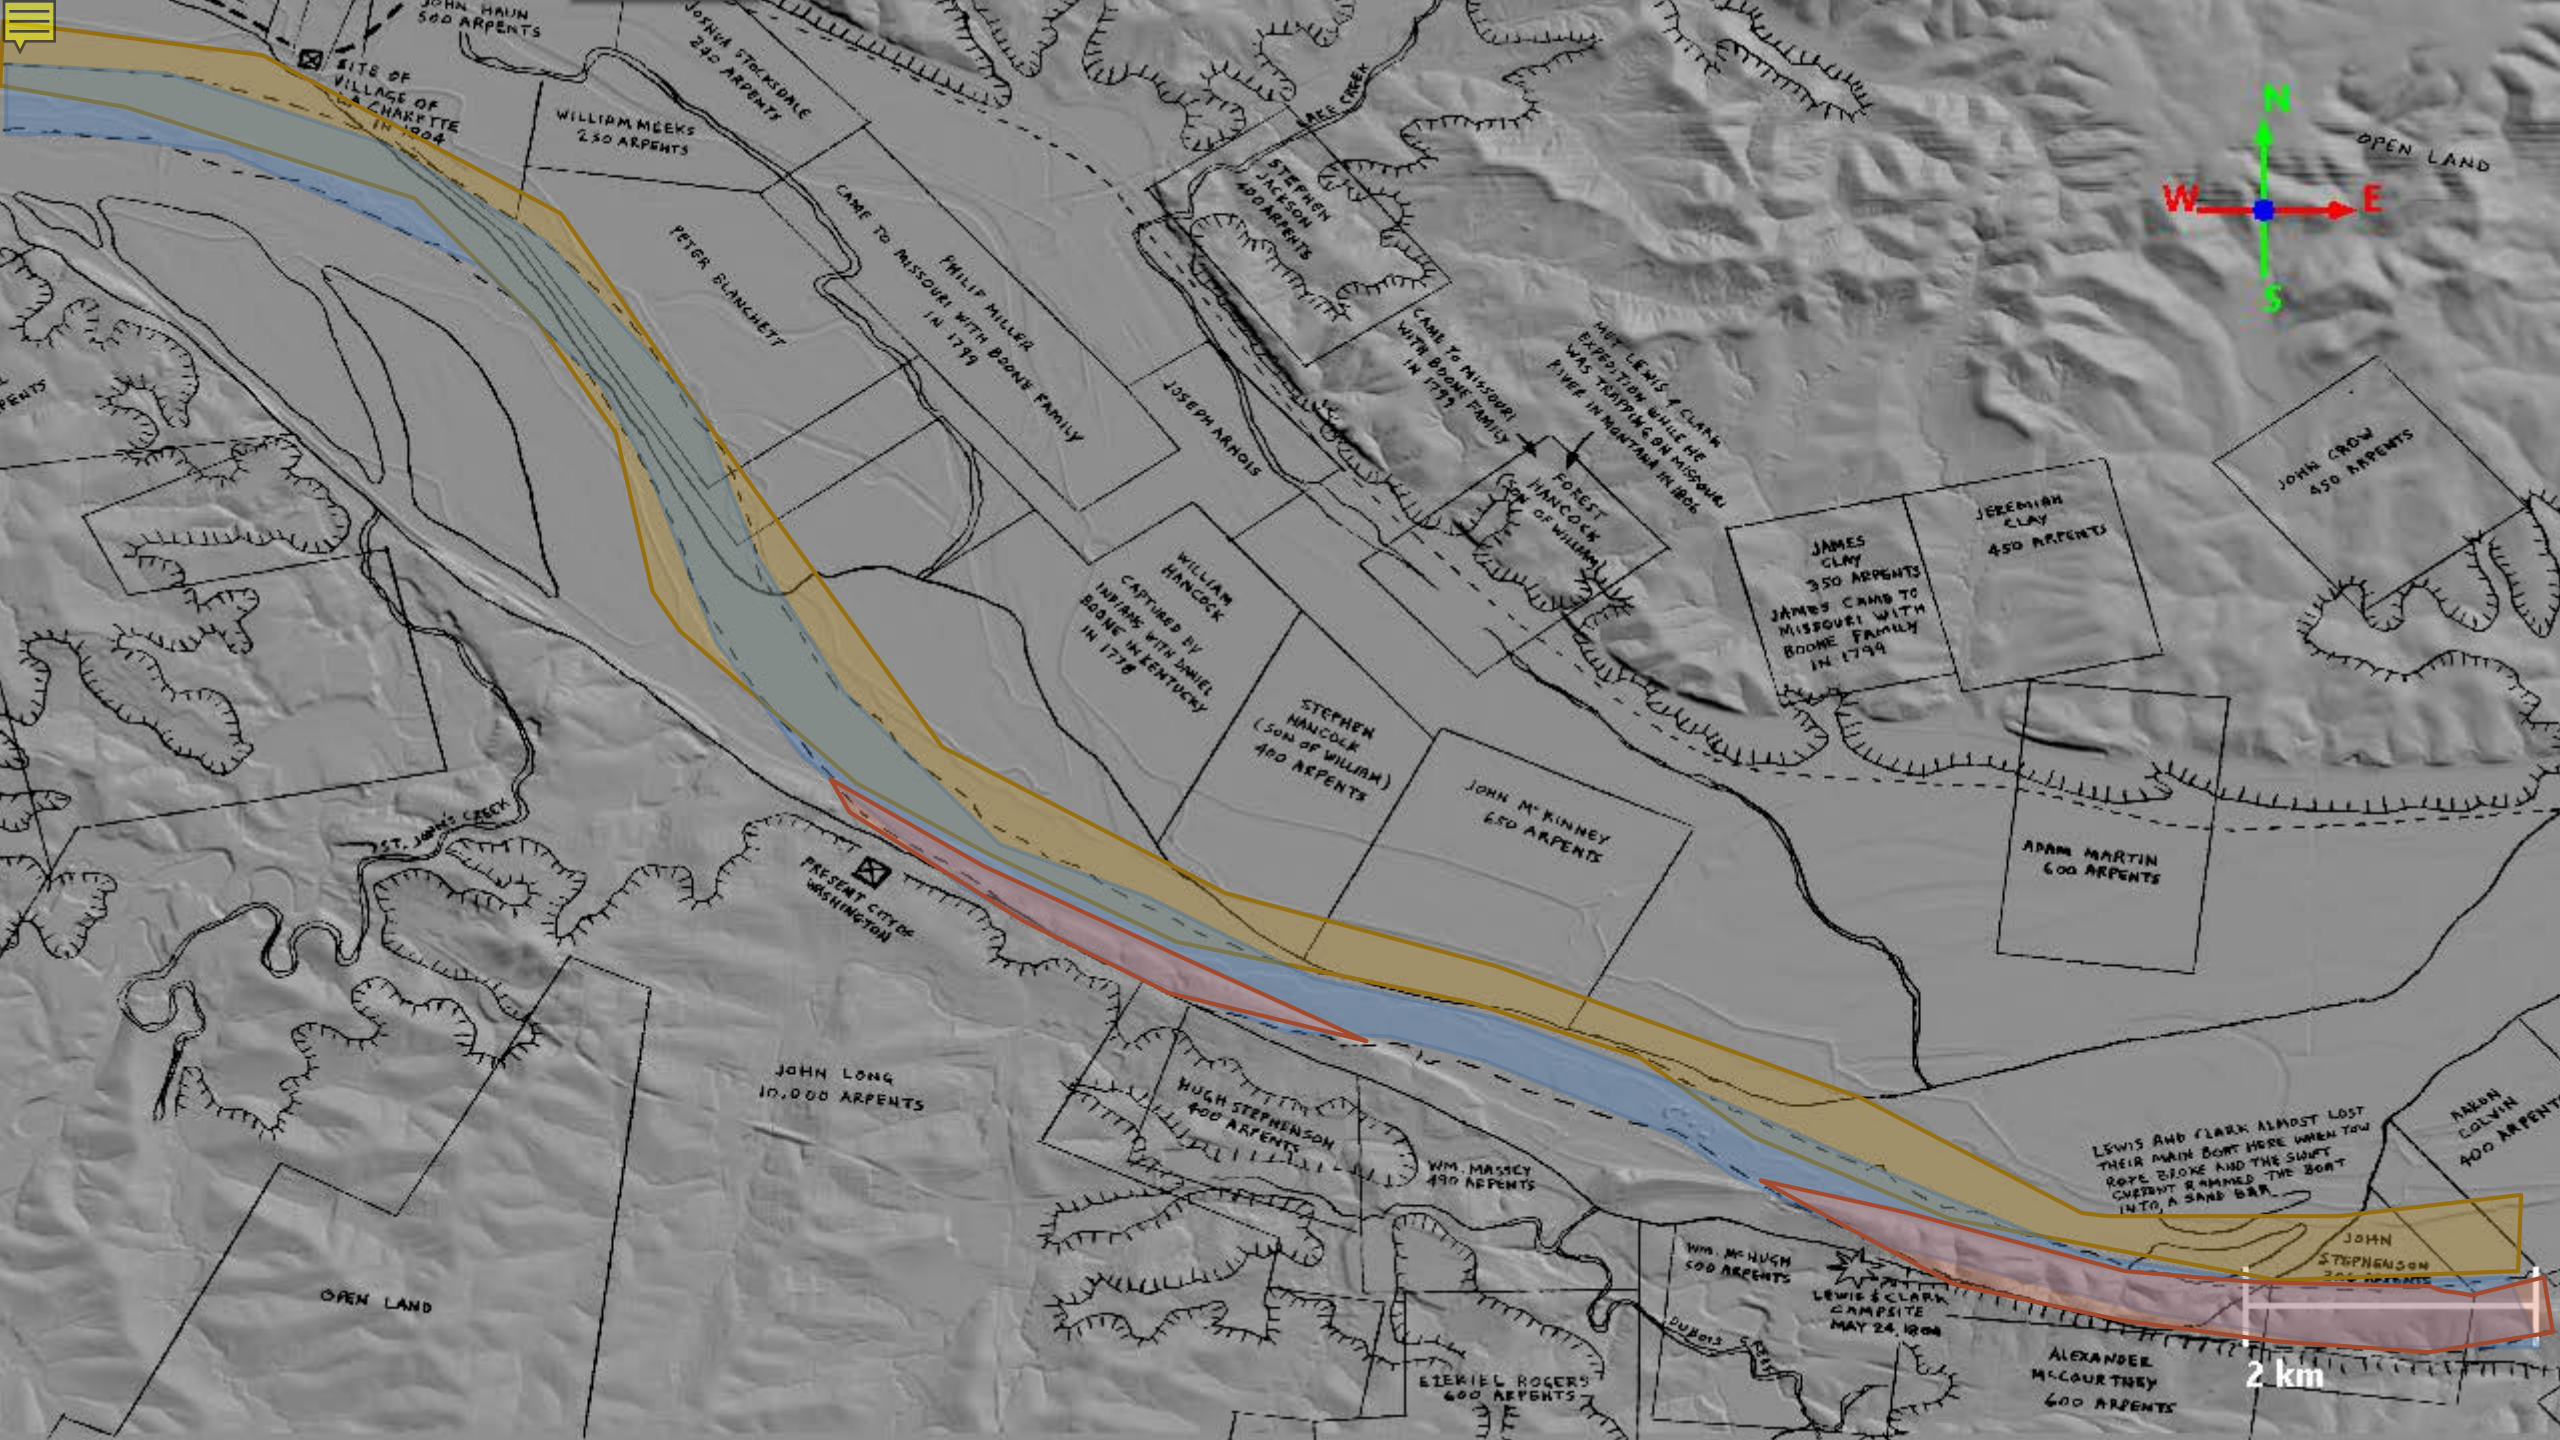 JOHN HAUN
500 ARPENTS
JOSHUA STOCKSDALE
240 ARPENTS
SITE OF
VILLAGE OF
LA CHARETTE
IN 1804
WILLIAM MEEKS
250 ARPENTS
PETER BLANCHETT
CAME TO MISSOURI WITH BOONE FAMILY
PHILIP MILLER
IN 1799
LAKE CREEK
STEPHEN
JACKSON
400 ARPENTS
N
W
E
S
OPEN LAND
CAME TO MISSOURI
WITH BOONE FAMILY
IN 1799
MET LEWIS & CLARK
EXPEDITION WHILE HE
WAS TRAPPING ON MISSOURI
RIVER IN MONTANA IN 1806
JOSEPH ARNOIS
FOREST
HANCOCK
(SON OF WILLIAM)
JAMES
CLAY
350 ARPENTS
JAMES CAME TO
MISSOURI WITH
BOONE FAMILY
IN 1799
JEREMIAH
CLAY
450 ARPENTS
JOHN CROW
450 ARPENTS
WILLIAM
HANCOCK
CAPTURED BY
INDIANS WITH DANIEL
BOONE IN KENTUCKY
IN 1778
STEPHEN
HANCOCK
(SON OF WILLIAM)
400 ARPENTS
JOHN McKINNEY
650 ARPENTS
ADAM MARTIN
600 ARPENTS
ST. JOHN'S CREEK
PRESENT CITY OF
WASHINGTON
JOHN LONG
10,000 ARPENTS
HUGH STEPHENSON
400 ARPENTS
WM. MASSEY
490 ARPENTS
LEWIS AND CLARK ALMOST LOST
THEIR MAIN BOAT HERE WHEN TOW
ROPE BROKE AND THE SWIFT
CURRENT RAMMED THE BOAT
INTO A SAND BAR
AARON
COLVIN
400 ARPENTS
JOHN
STEPHENSON
ARPENTS
OPEN LAND
WM. McHUGH
500 ARPENTS
LEWIS & CLARK
CAMPSITE
MAY 24, 1804
DUBOIS CREEK
EZEKIEL ROGERS
600 ARPENTS
ALEXANDER
McCOURTNEY
600 ARPENTS
2 km